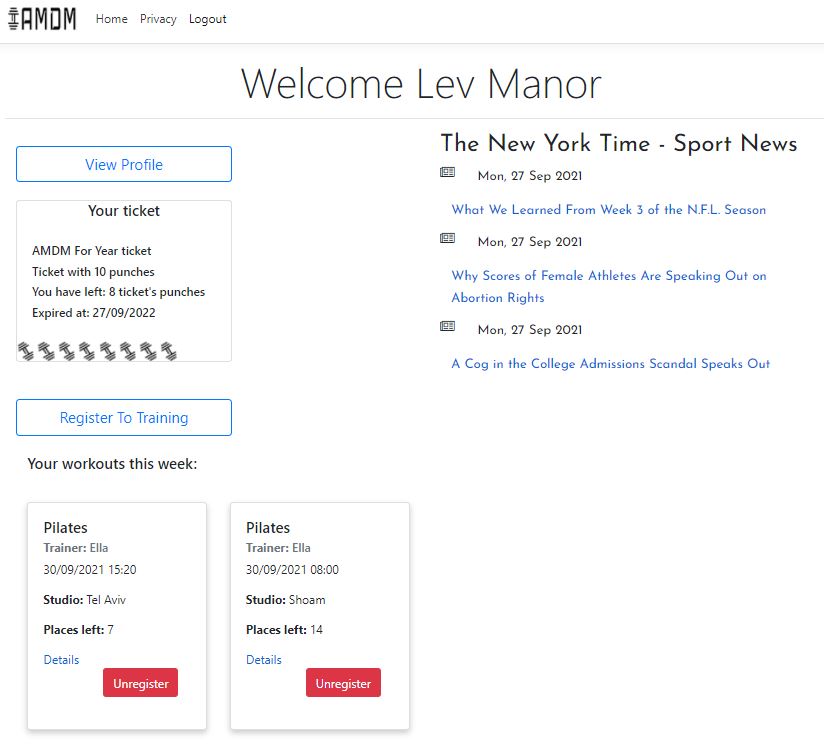 AMDM Home Privacy Logout
Welcome Lev Manor
View Profile
Your ticket
AMDM For Year ticket
Ticket with 10 punches
You have left: 8 ticket's punches
Expired at: 27/09/2022
Register To Training
Your workouts this week:
Pilates
Trainer: Ella
30/09/2021 15:20
Studio: Tel Aviv
Places left: 7
Details
Unregister
Pilates
Trainer: Ella
30/09/2021 08:00
Studio: Shoam
Places left: 14
Details
Unregister
The New York Time - Sport News
Mon, 27 Sep 2021
What We Learned From Week 3 of the N.F.L. Season
Mon, 27 Sep 2021
Why Scores of Female Athletes Are Speaking Out on
Abortion Rights
Mon, 27 Sep 2021
A Cog in the College Admissions Scandal Speaks Out